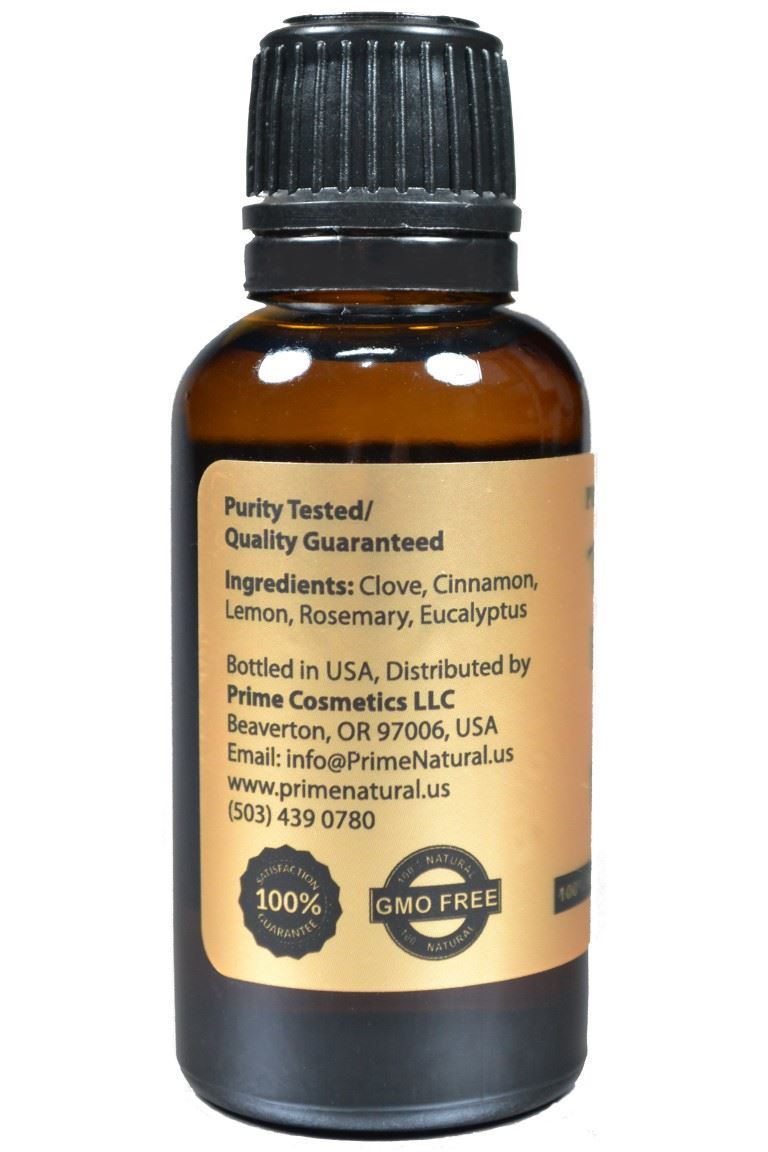 Purity Tested/
Quality Guaranteed
Ingredients: Clove, Cinnamon,
Lemon, Rosemary, Eucalyptus
Bottled in USA, Distributed by
Prime Cosmetics LLC
Beaverton, OR 97006, USA
Email: info@PrimeNatural.us
www.primenatural.us
(503) 439 0780
SATISFACTION
100%
GUARANTEE
100% NATURAL
GMO FREE
100% NATURAL